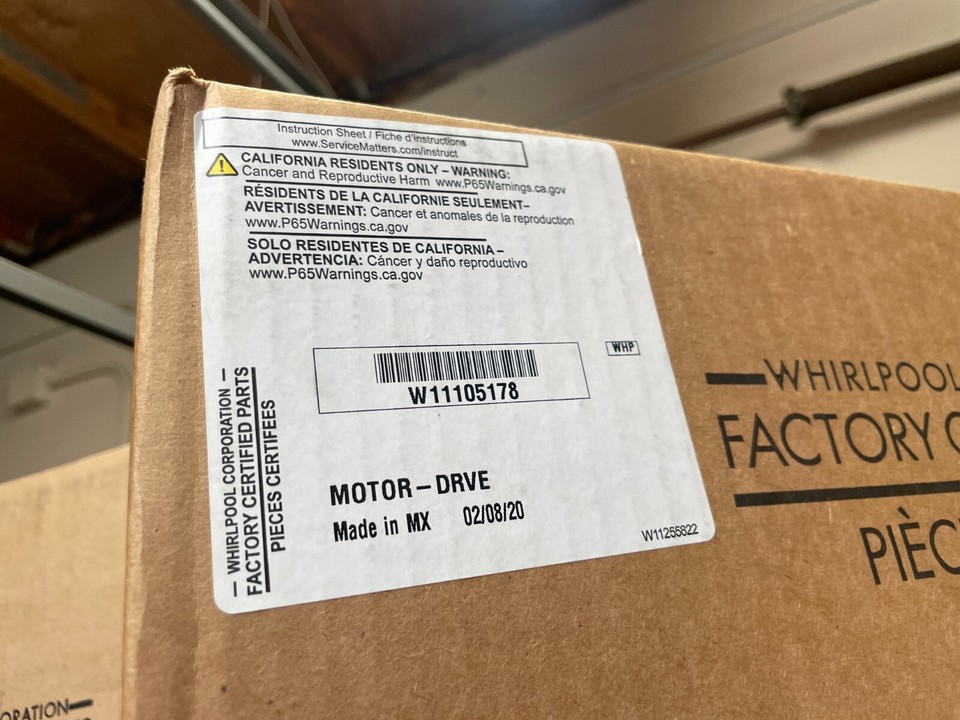 Instruction Sheet / Fiche d'instructions
www.ServiceMatters.com/instruct
CALIFORNIA RESIDENTS ONLY – WARNING:
Cancer and Reproductive Harm www.P65Warnings.ca.gov
RÉSIDENTS DE LA CALIFORNIE SEULEMENT–
AVERTISSEMENT: Cancer et anomales de la reproduction
www.P65Warnings.ca.gov
SOLO RESIDENTES DE CALIFORNIA –
ADVERTENCIA: Cáncer y daño reproductivo
www.P65Warnings.ca.gov
WHP
W11105178
MOTOR – DRVE
Made in MX 02/08/20
W11255822
— WHIRLPOOL CORPORATION —
FACTORY CERTIFIED PARTS
PIECES CERTIFEES
WHIRLPOOL
FACTORY C
PIÈC
ORATION